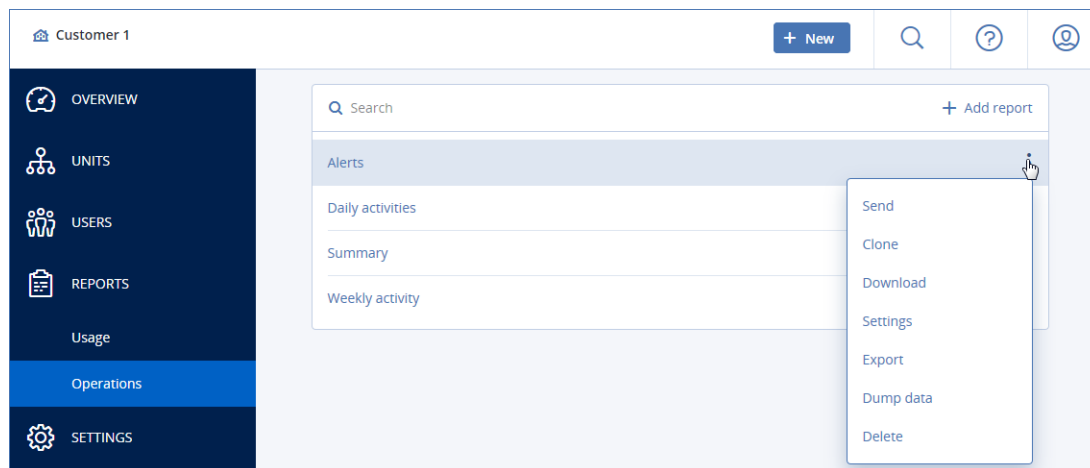 Customer 1
+ New
OVERVIEW
UNITS
USERS
REPORTS
Usage
Operations
SETTINGS
Search
+ Add report
Alerts
Daily activities
Summary
Weekly activity
Send
Clone
Download
Settings
Export
Dump data
Delete